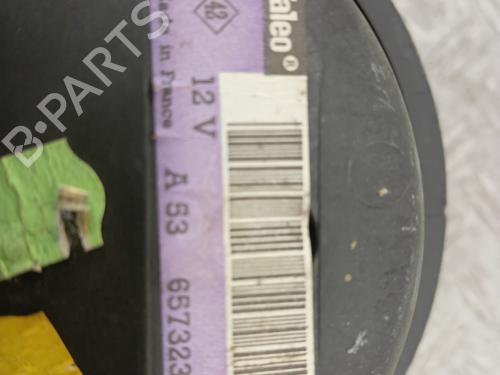 Valeo®
42
Made in France
12 V
A 53 657323
B-PARTS